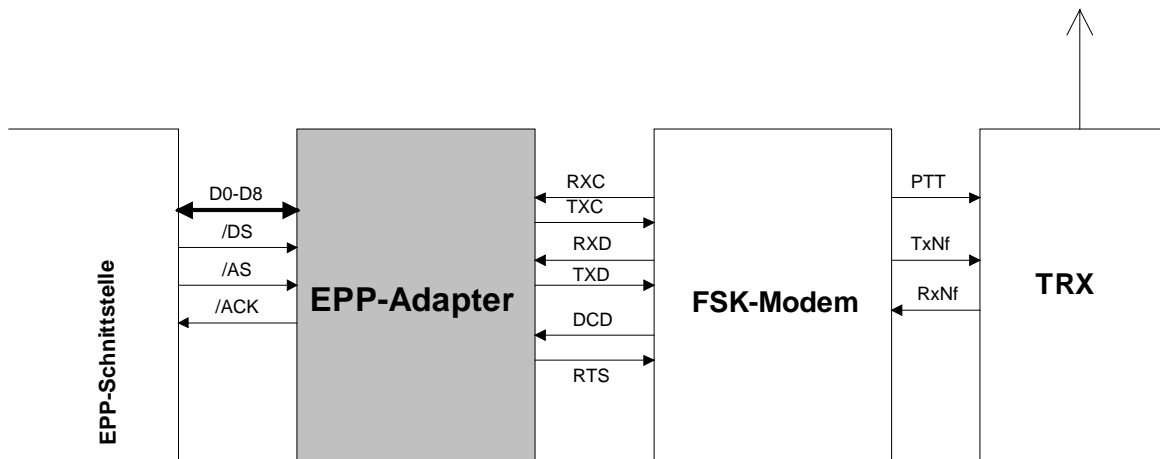 D0-D8
/DS
/AS
/ACK
EPP-Schnittstelle
EPP-Adapter
RXC
TXC
RXD
TXD
DCD
RTS
FSK-Modem
PTT
TxNf
RxNf
TRX